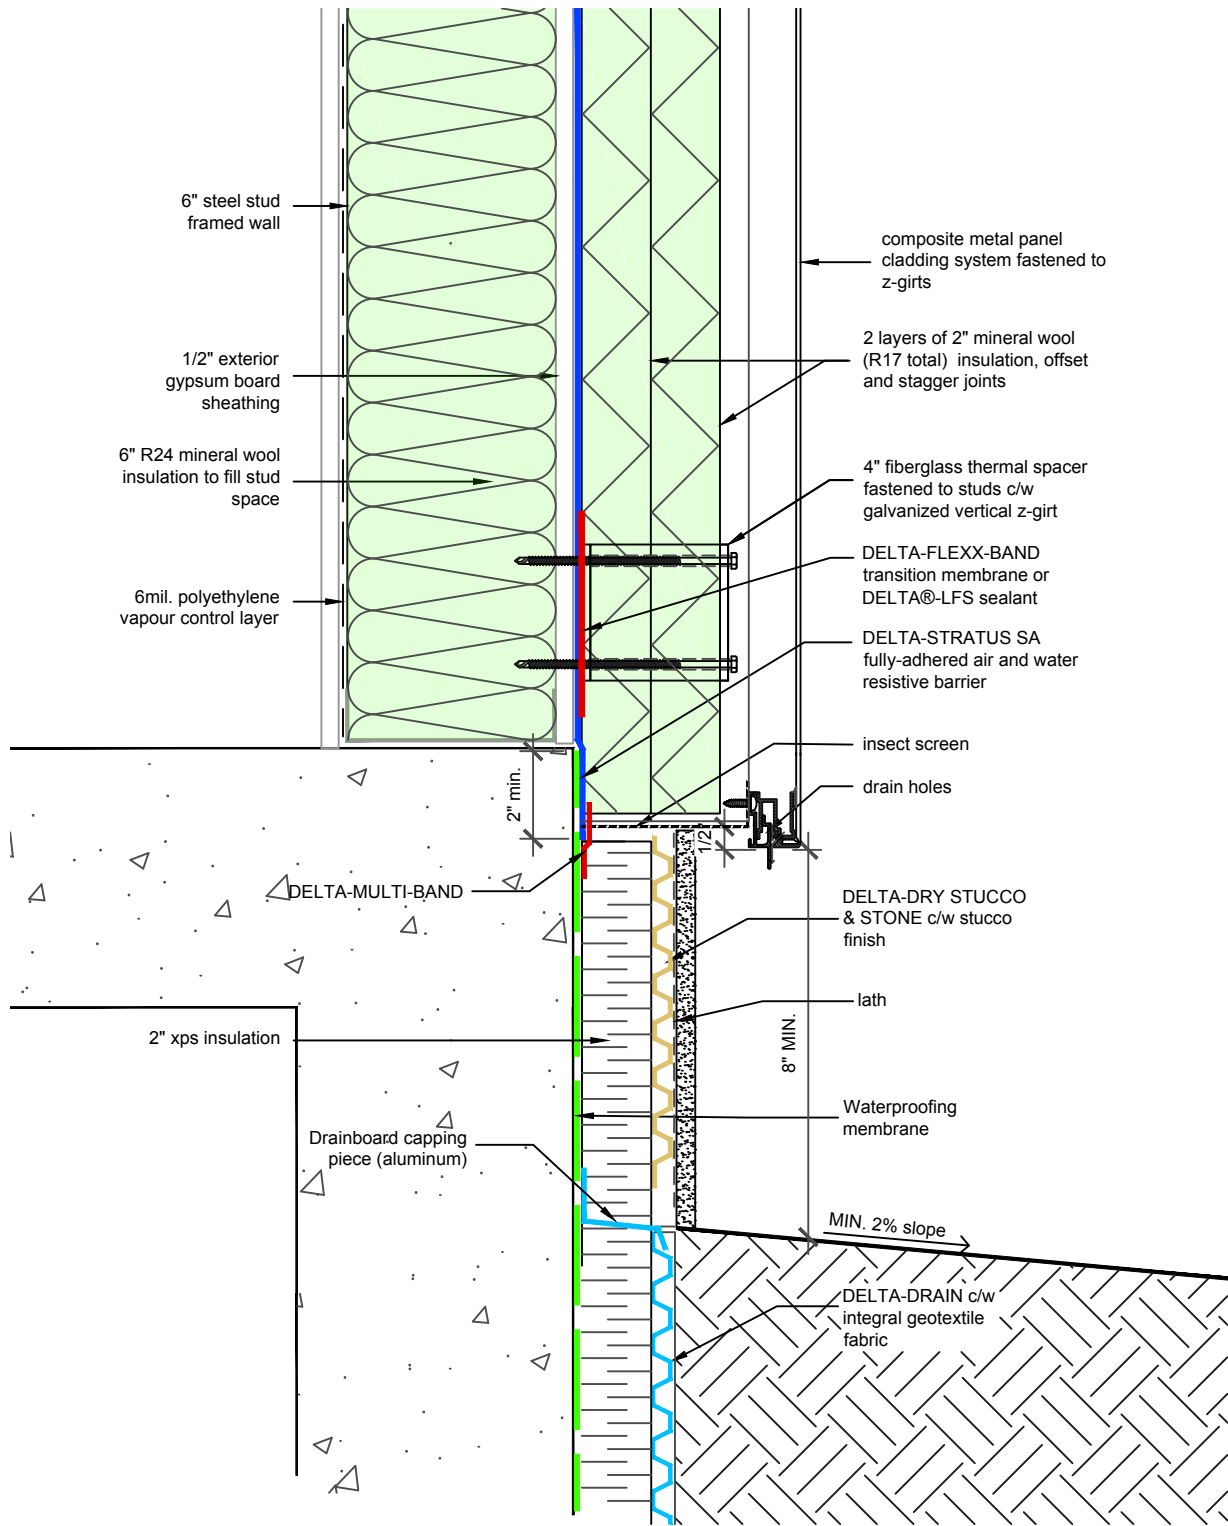 6" steel stud
framed wall
1/2" exterior
gypsum board
sheathing
6" R24 mineral wool
insulation to fill stud
space
6mil. polyethylene
vapour control layer
composite metal panel
cladding system fastened to
z-girts
2 layers of 2" mineral wool
(R17 total) insulation, offset
and stagger joints
4" fiberglass thermal spacer
fastened to studs c/w
galvanized vertical z-girt
DELTA-FLEXX-BAND
transition membrane or
DELTA®-LFS sealant
DELTA-STRATUS SA
fully-adhered air and water
resistive barrier
insect screen
drain holes
2" min.
1/2"
DELTA-MULTI-BAND
DELTA-DRY STUCCO
& STONE c/w stucco
finish
lath
2" xps insulation
8" MIN.
Waterproofing
membrane
Drainboard capping
piece (aluminum)
MIN. 2% slope
DELTA-DRAIN c/w
integral geotextile
fabric